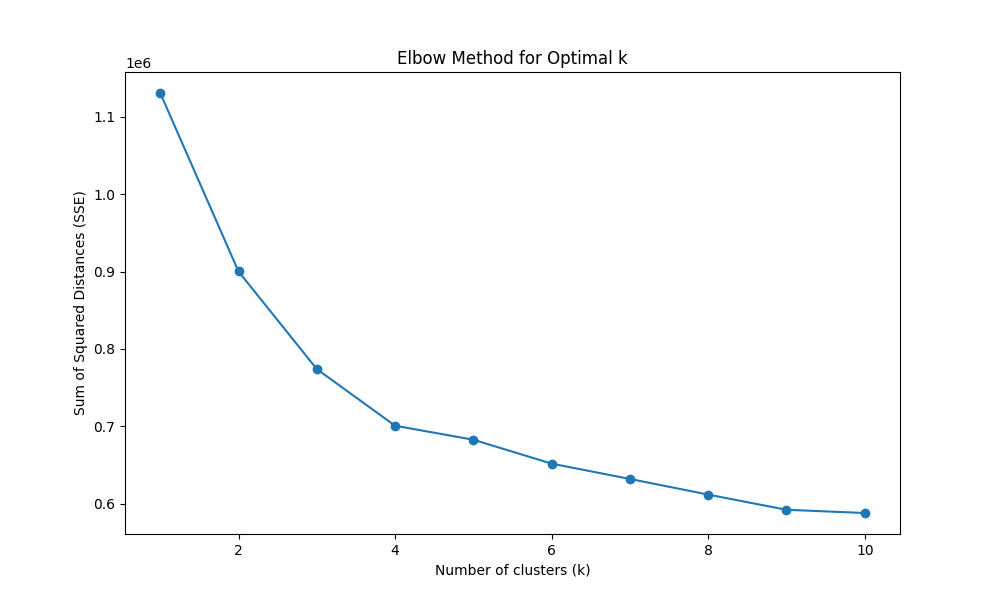 Elbow Method for Optimal k
1e6
1.1
1.0
0.9
0.8
0.7
0.6
Sum of Squared Distances (SSE)
2 4 6 8 10
Number of clusters (k)